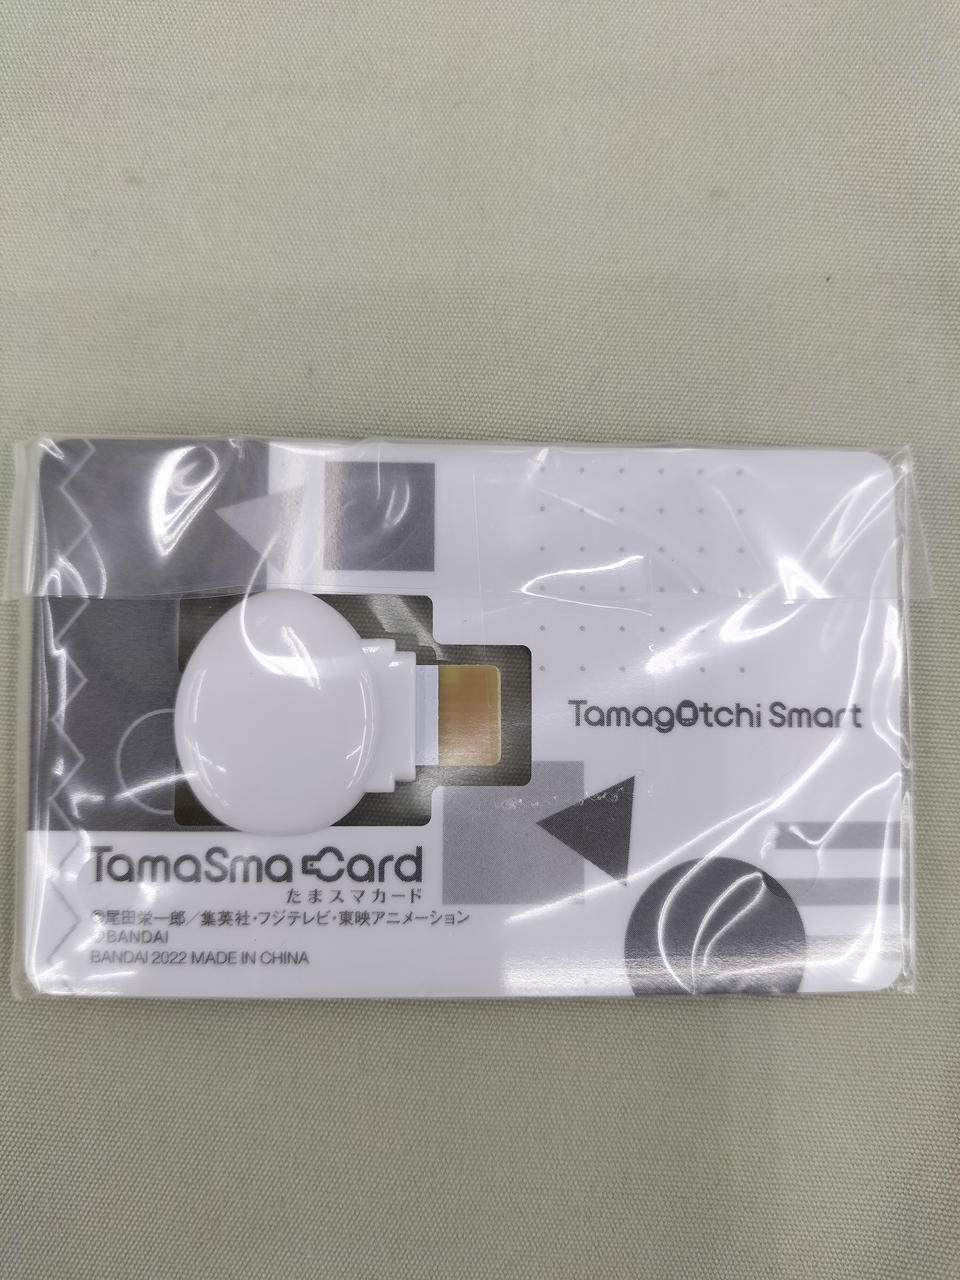 Tamagotchi Smart
TamaSma Card
たまスマカード
©尾田栄一郎／集英社・フジテレビ・東映アニメーション
©BANDAI
BANDAI 2022 MADE IN CHINA